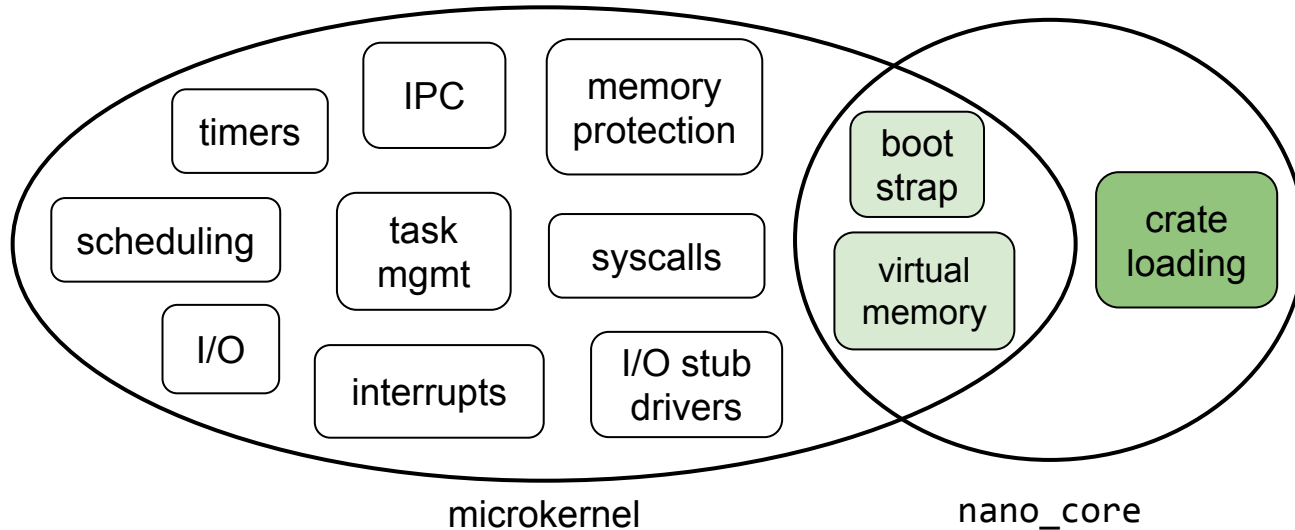 timers
IPC
memory
protection
boot
strap
scheduling
task
mgmt
syscalls
virtual
memory
crate
loading
I/O
interrupts
I/O stub
drivers
microkernel
nano_core